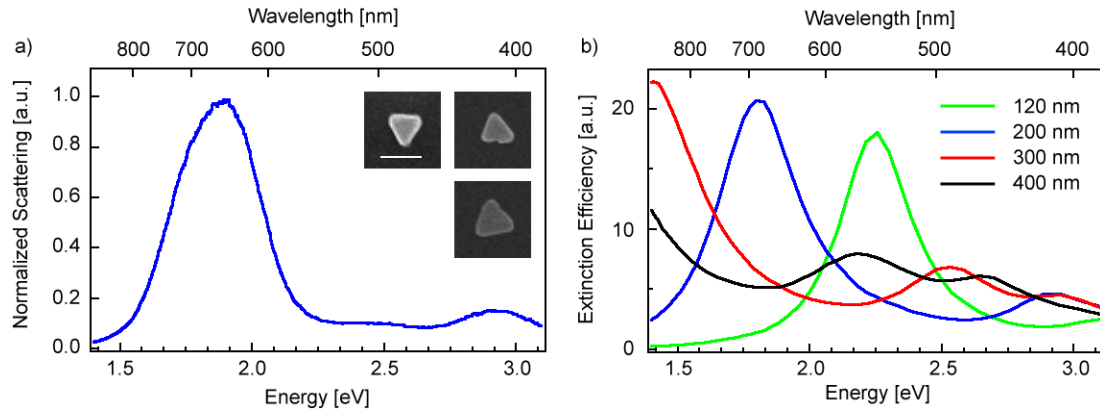 Wavelength [nm]
a)
800 700 600 500 400
Normalized Scattering [a.u.]
1.0
0.8
0.6
0.4
0.2
0.0
1.5 2.0 2.5 3.0
Energy [eV]
Wavelength [nm]
b)
800 700 600 500 400
Extinction Efficiency [a.u.]
20
10
0
120 nm
200 nm
300 nm
400 nm
1.5 2.0 2.5 3.0
Energy [eV]